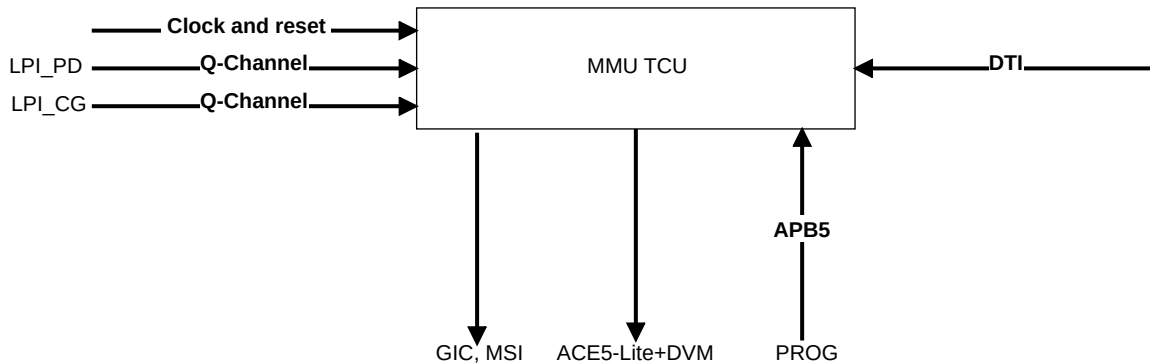 Clock and reset
LPI_PD Q-Channel MMU TCU DTI
LPI_CG Q-Channel
APB5
GIC, MSI ACE5-Lite+DVM PROG